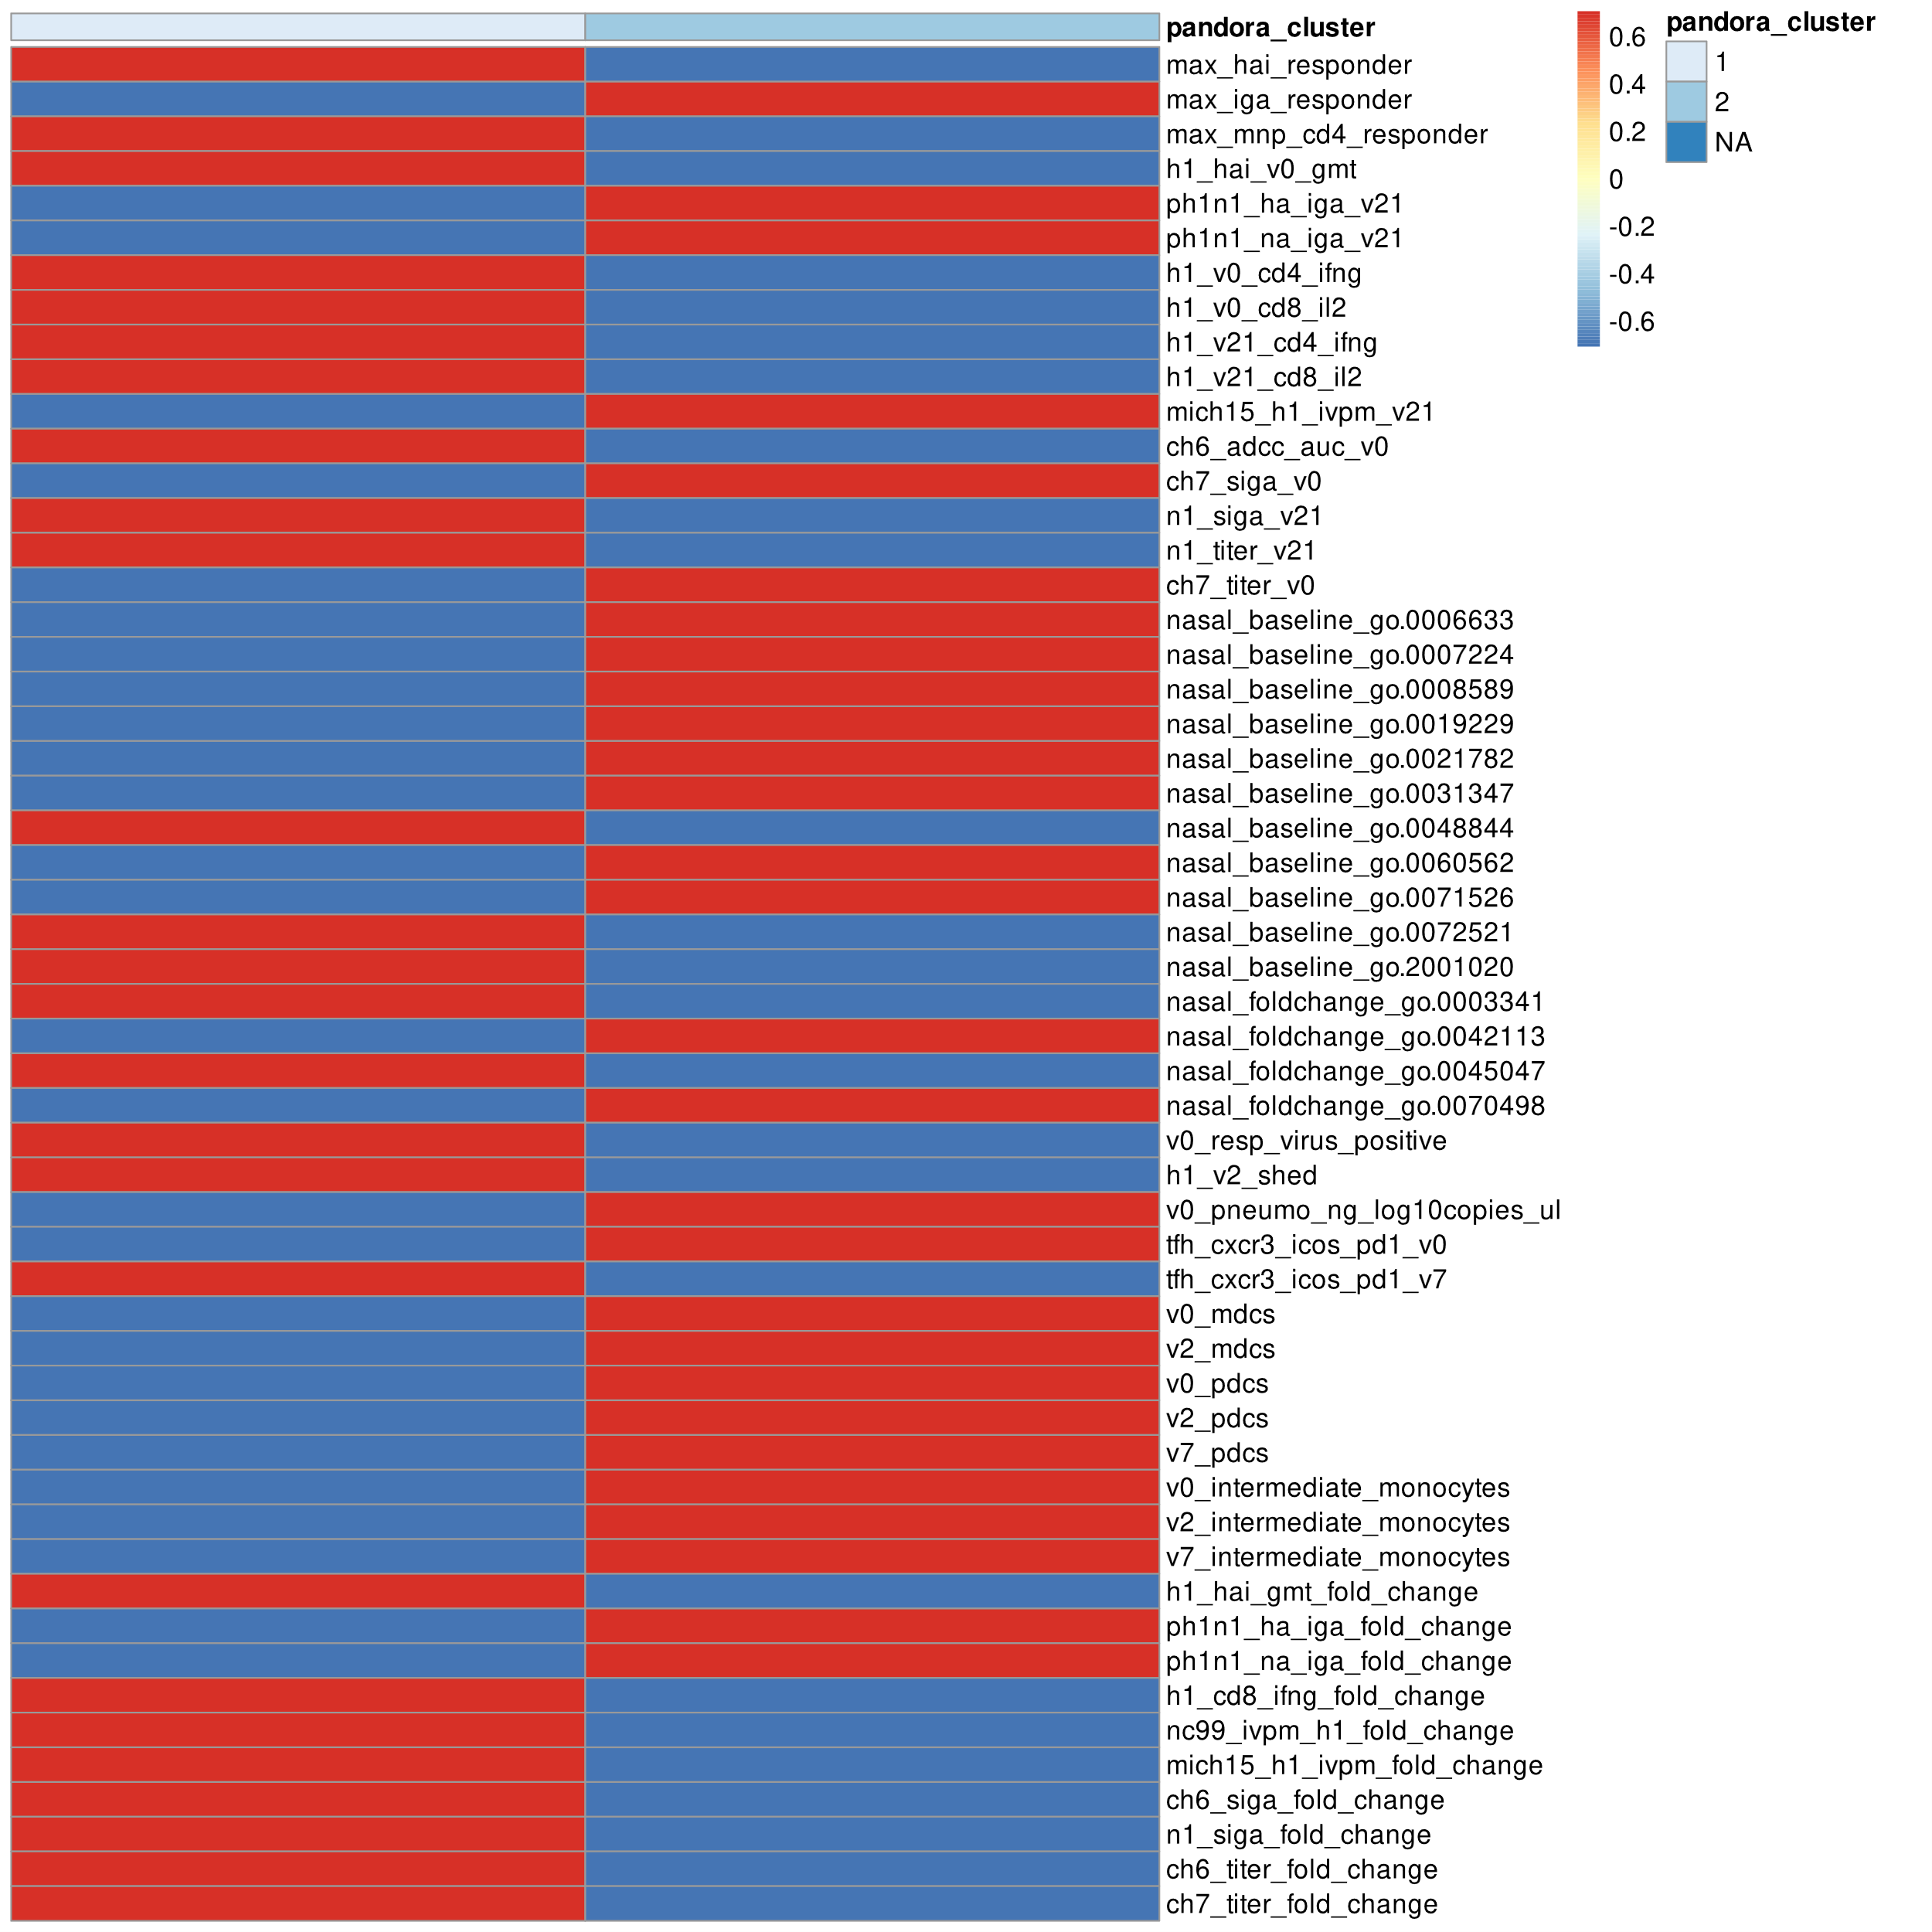 pandora_cluster
max_hai_responder
max_iga_responder
max_mnp_cd4_responder
h1_hai_v0_gmt
ph1n1_ha_iga_v21
ph1n1_na_iga_v21
h1_v0_cd4_ifng
h1_v0_cd8_il2
h1_v21_cd4_ifng
h1_v21_cd8_il2
mich15_h1_ivpm_v21
ch6_adcc_auc_v0
ch7_siga_v0
n1_siga_v21
n1_titer_v21
ch7_titer_v0
nasal_baseline_go.0006633
nasal_baseline_go.0007224
nasal_baseline_go.0008589
nasal_baseline_go.0019229
nasal_baseline_go.0021782
nasal_baseline_go.0031347
nasal_baseline_go.0048844
nasal_baseline_go.0060562
nasal_baseline_go.0071526
nasal_baseline_go.0072521
nasal_baseline_go.2001020
nasal_foldchange_go.0003341
nasal_foldchange_go.0042113
nasal_foldchange_go.0045047
nasal_foldchange_go.0070498
v0_resp_virus_positive
h1_v2_shed
v0_pneumo_ng_log10copies_ul
tfh_cxcr3_icos_pd1_v0
tfh_cxcr3_icos_pd1_v7
v0_mdcs
v2_mdcs
v0_pdcs
v2_pdcs
v7_pdcs
v0_intermediate_monocytes
v2_intermediate_monocytes
v7_intermediate_monocytes
h1_hai_gmt_fold_change
ph1n1_ha_iga_fold_change
ph1n1_na_iga_fold_change
h1_cd8_ifng_fold_change
nc99_ivpm_h1_fold_change
mich15_h1_ivpm_fold_change
ch6_siga_fold_change
n1_siga_fold_change
ch6_titer_fold_change
ch7_titer_fold_change
0.6
0.4
0.2
0
-0.2
-0.4
-0.6
pandora_cluster
1
2
NA